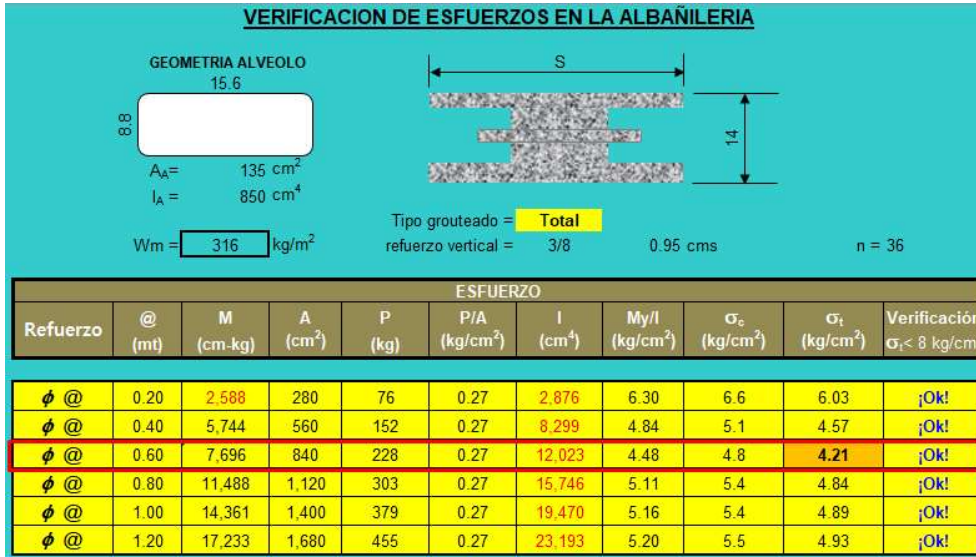 VERIFICACION DE ESFUERZOS EN LA ALBAÑILERIA
GEOMETRIA ALVEOLO
15.6
8.8
A_A= 135 cm²
I_A = 850 cm⁴
S
14
Tipo grouteado = Total
Wm = 316 kg/m² refuerzo vertical = 3/8 0.95 cms n = 36
ESFUERZO
Refuerzo @ (mt) M (cm-kg) A (cm²) P (kg) P/A (kg/cm²) I (cm⁴) My/I (kg/cm²) σc (kg/cm²) σt (kg/cm²) Verificación σt< 8 kg/cm
ϕ @ 0.20 2,588 280 76 0.27 2,876 6.30 6.6 6.03 ¡Ok!
ϕ @ 0.40 5,744 560 152 0.27 8,299 4.84 5.1 4.57 ¡Ok!
ϕ @ 0.60 7,696 840 228 0.27 12,023 4.48 4.8 4.21 ¡Ok!
ϕ @ 0.80 11,488 1,120 303 0.27 15,746 5.11 5.4 4.84 ¡Ok!
ϕ @ 1.00 14,361 1,400 379 0.27 19,470 5.16 5.4 4.89 ¡Ok!
ϕ @ 1.20 17,233 1,680 455 0.27 23,193 5.20 5.5 4.93 ¡Ok!